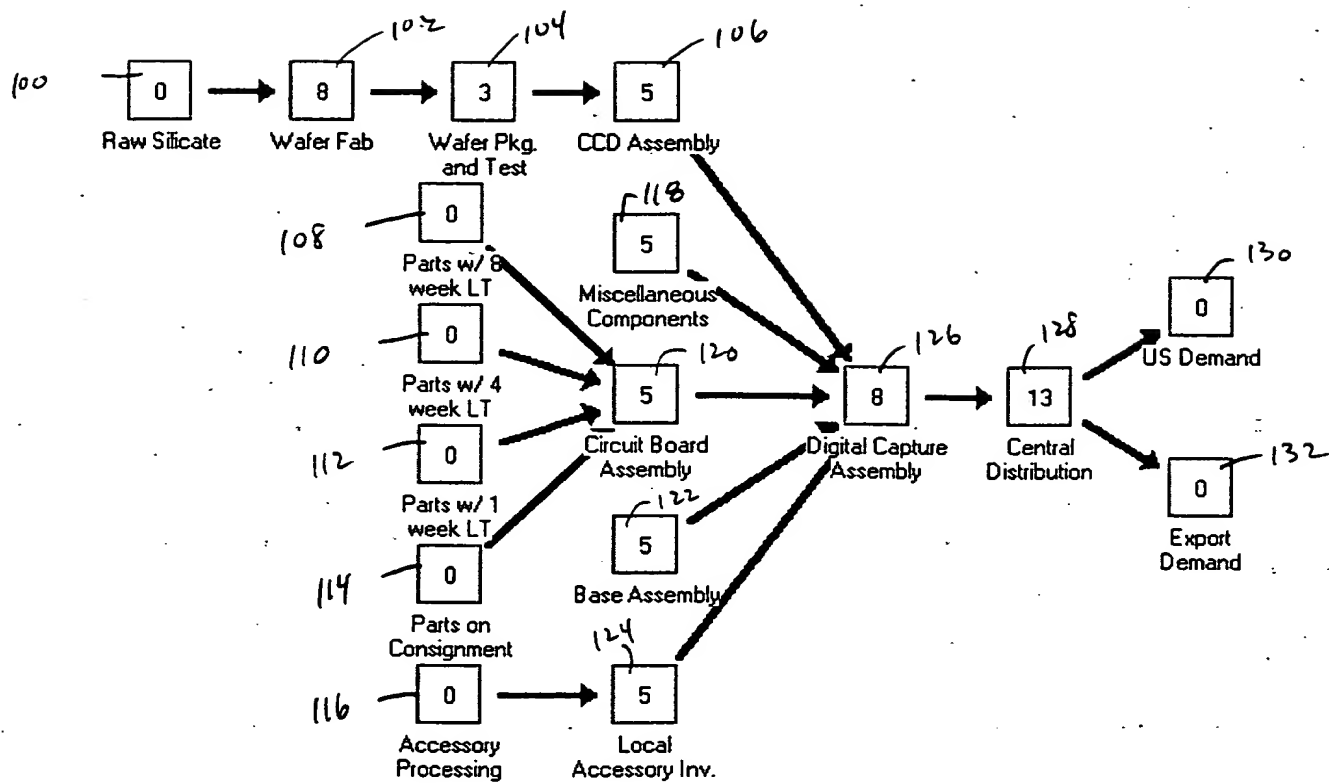 102
104
106
100
0
8
3
5
Raw Silicate
Wafer Fab
Wafer Pkg.
and Test
CCD Assembly
108
0
Parts w/ 8
week LT
118
5
Miscellaneous
Components
130
0
US Demand
110
0
Parts w/ 4
week LT
120
5
Circuit Board
Assembly
126
8
Digital Capture
Assembly
128
13
Central
Distribution
112
0
Parts w/ 1
week LT
132
0
Export
Demand
122
5
Base Assembly
114
0
Parts on
Consignment
116
0
Accessory
Processing
124
5
Local
Accessory Inv.